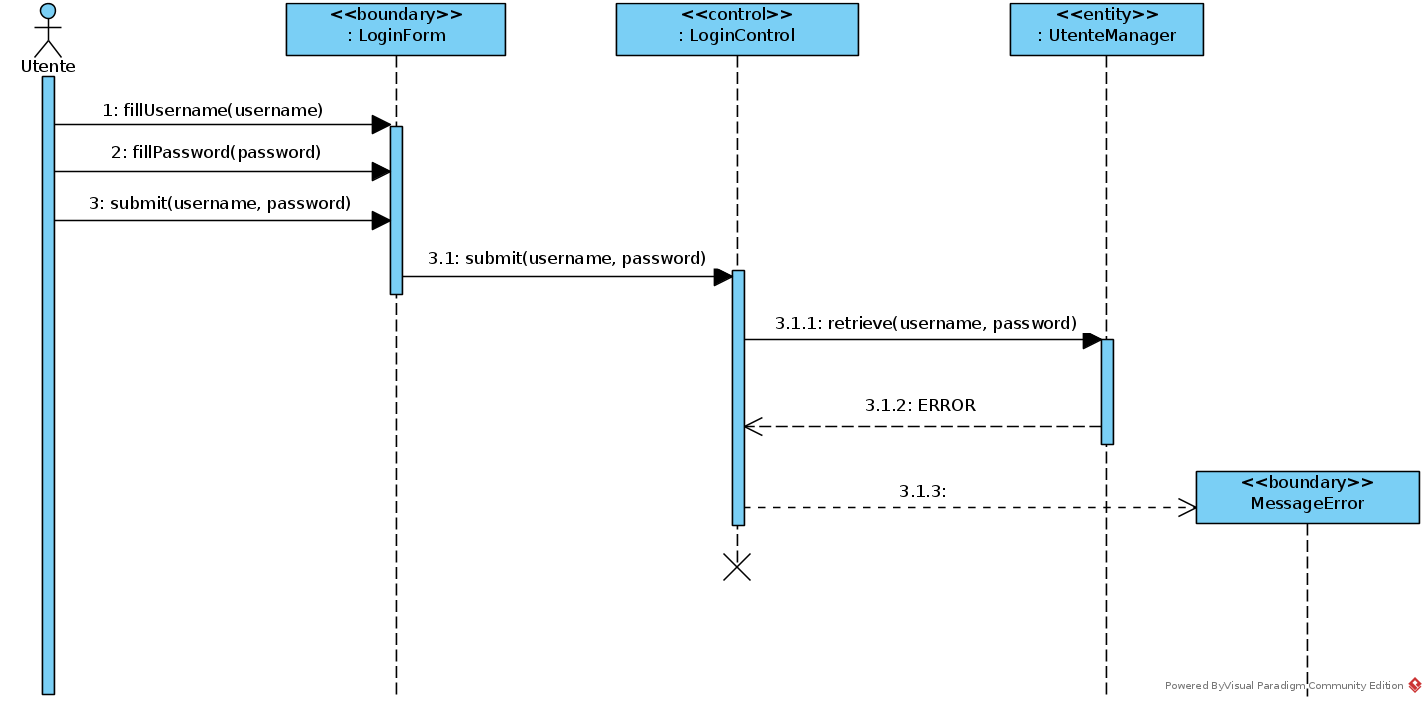 <<boundary>>
: LoginForm
<<control>>
: LoginControl
<<entity>>
: UtenteManager
Utente
1: fillUsername(username)
2: fillPassword(password)
3: submit(username, password)
3.1: submit(username, password)
3.1.1: retrieve(username, password)
3.1.2: ERROR
<<boundary>>
MessageError
3.1.3:
Powered ByVisual Paradigm Community Edition